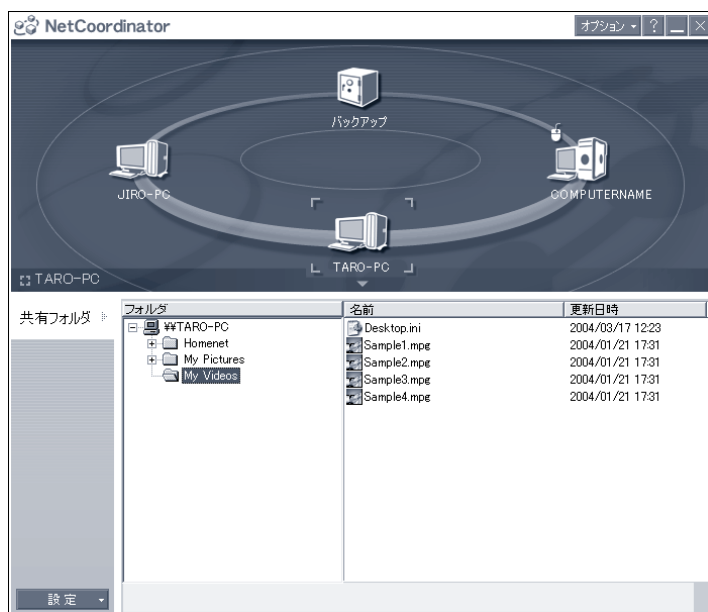 NetCoordinator
オプション ?
バックアップ
JIRO-PC
COMPUTERNAME
TARO-PC
TARO-PC
共有フォルダ
フォルダ
¥¥TARO-PC
Homenet
My Pictures
My Videos
名前 更新日時
Desktop.ini 2004/03/17 12:23
Sample1.mpg 2004/01/21 17:31
Sample2.mpg 2004/01/21 17:31
Sample3.mpg 2004/01/21 17:31
Sample4.mpg 2004/01/21 17:31
設定